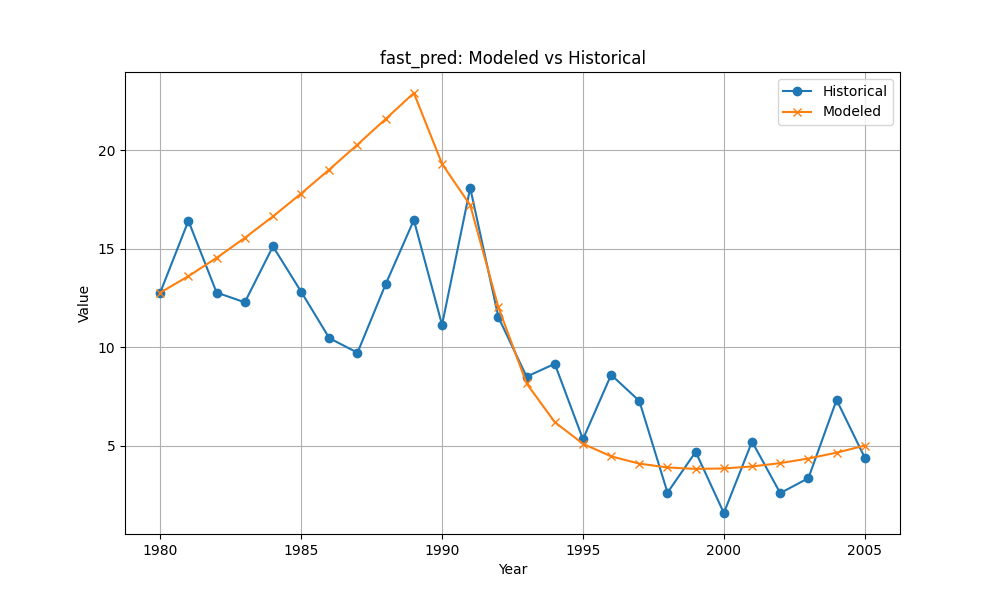 fast_pred: Modeled vs Historical
Historical
Modeled
Value
20
15
10
5
1980
1985
1990
1995
2000
2005
Year